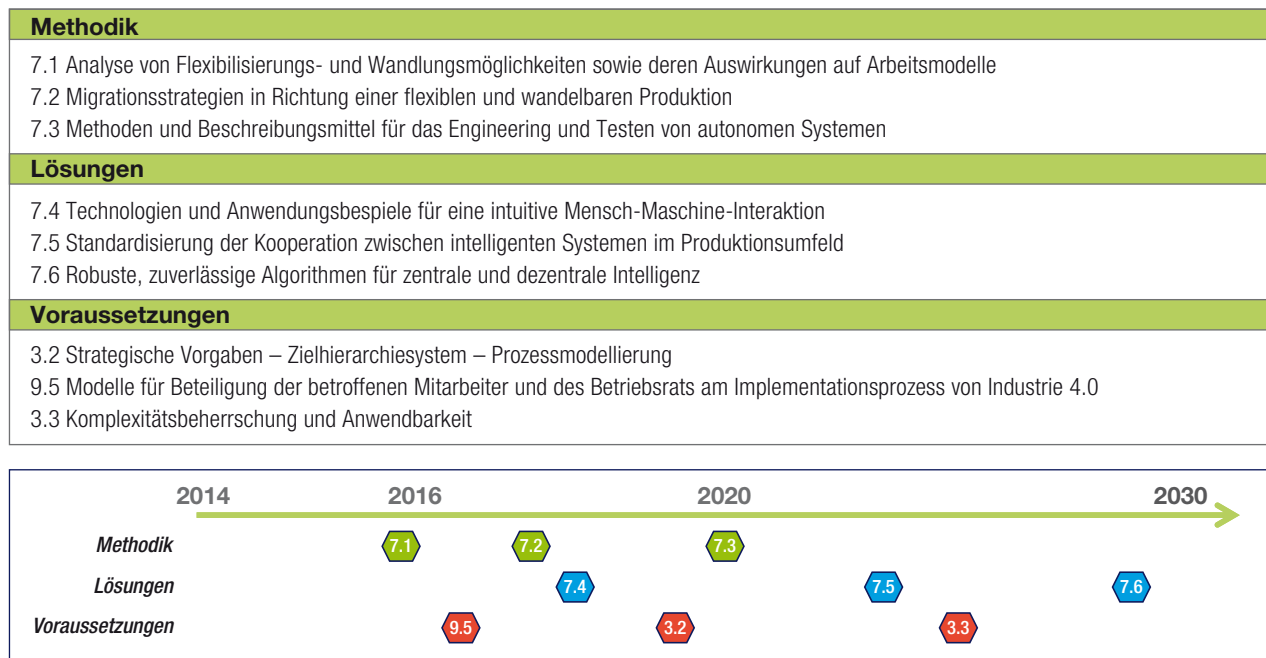 Methodik
7.1 Analyse von Flexibilisierungs- und Wandlungsmöglichkeiten sowie deren Auswirkungen auf Arbeitsmodelle
7.2 Migrationsstrategien in Richtung einer flexiblen und wandelbaren Produktion
7.3 Methoden und Beschreibungsmittel für das Engineering und Testen von autonomen Systemen
Lösungen
7.4 Technologien und Anwendungsbespiele für eine intuitive Mensch-Maschine-Interaktion
7.5 Standardisierung der Kooperation zwischen intelligenten Systemen im Produktionsumfeld
7.6 Robuste, zuverlässige Algorithmen für zentrale und dezentrale Intelligenz
Voraussetzungen
3.2 Strategische Vorgaben – Zielhierarchiesystem – Prozessmodellierung
9.5 Modelle für Beteiligung der betroffenen Mitarbeiter und des Betriebsrats am Implementationsprozess von Industrie 4.0
3.3 Komplexitätsbeherrschung und Anwendbarkeit
2014 2016 2020 2030
Methodik 7.1 7.2 7.3
Lösungen 7.4 7.5 7.6
Voraussetzungen 9.5 3.2 3.3